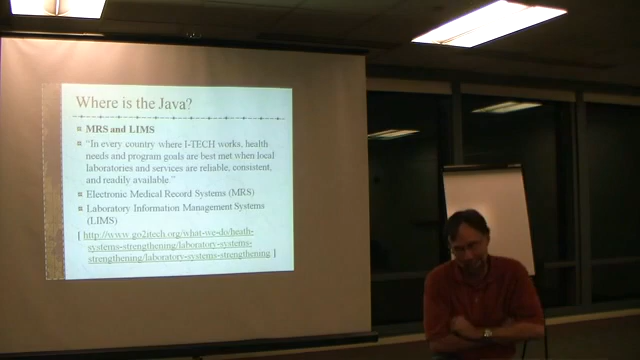 Where is the Java?
MRS and LIMS
"In every country where I-TECH works, health
needs and program goals are best met when local
laboratories and services are reliable, consistent,
and readily available."
Electronic Medical Record Systems (MRS)
Laboratory Information Management Systems
(LIMS)
[ http://www.go2itech.org/what-we-do/heath-
systems-strengthening/laboratory-systems-
strengthening/laboratory-systems-strengthening ]